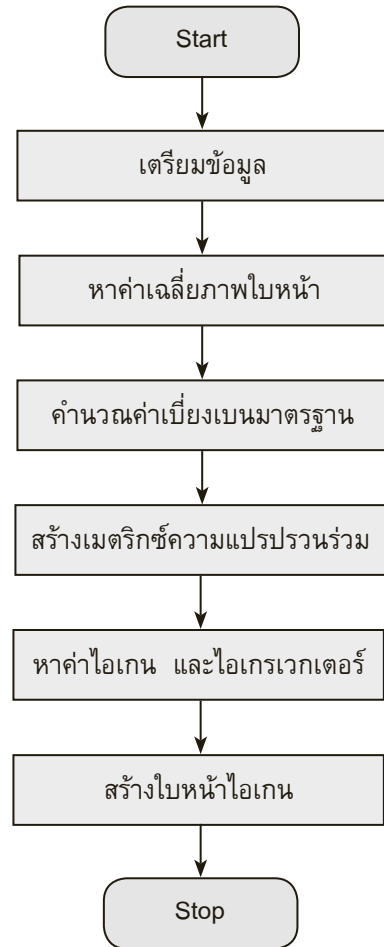 Start
เตรียมข้อมูล
หาค่าเฉลี่ยภาพใบหน้า
คำนวณค่าเบี่ยงเบนมาตรฐาน
สร้างเมตริกซ์ความแปรปรวนร่วม
หาค่าไอเกน และไอเกรเวกเตอร์
สร้างใบหน้าไอเกน
Stop